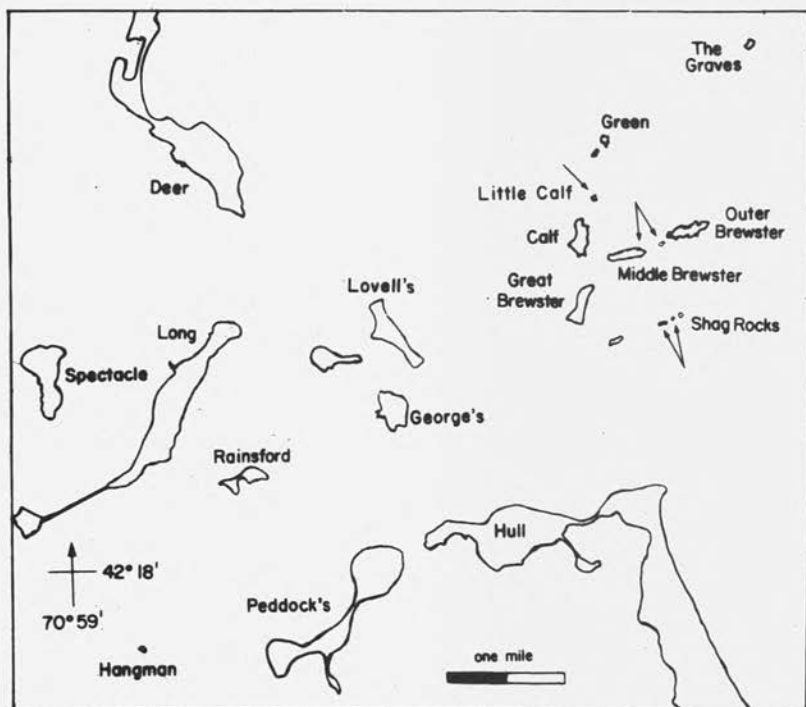 The
Graves
Green
Deer
Little Calf
Outer
Brewster
Calf
Middle Brewster
Great
Brewster
Lovell's
Long
Shag Rocks
Spectacle
George's
Rainsford
Hull
42° 18'
70° 59'
Peddock's
Hangman
one mile